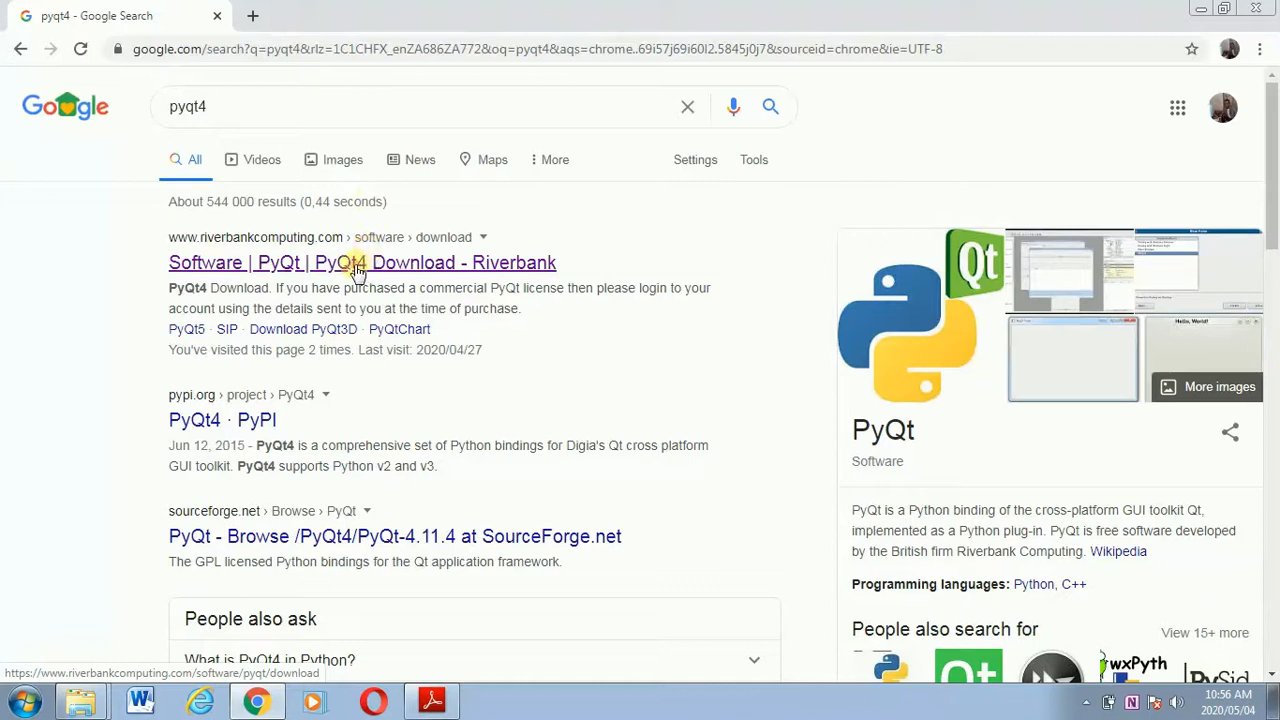 pyqt4 - Google Search
google.com/search?q=pyqt4&rlz=1C1CHFX_enZA686ZA772&oq=pyqt4&aqs=chrome..69i57j69i60l2.5845j0j7&sourceid=chrome&ie=UTF-8
Google
pyqt4
All
Videos
Images
News
Maps
More
Settings
Tools
About 544 000 results (0,44 seconds)
www.riverbankcomputing.com › software › download
Software | PyQt | PyQt4 Download - Riverbank
PyQt4 Download. If you have purchased a commercial PyQt license then please login to your
account using the details sent to you at the time of purchase.
PyQt5 · SIP · Download PyQt3D · PyQtChart
You've visited this page 2 times. Last visit: 2020/04/27
pypi.org › project › PyQt4
PyQt4 · PyPI
Jun 12, 2015 - PyQt4 is a comprehensive set of Python bindings for Digia's Qt cross platform
GUI toolkit. PyQt4 supports Python v2 and v3.
sourceforge.net › Browse › PyQt
PyQt - Browse /PyQt4/PyQt-4.11.4 at SourceForge.net
The GPL licensed Python bindings for the Qt application framework.
People also ask
What is PyQt4 in Python?
Qt
Hello, World!
More images
PyQt
Software
PyQt is a Python binding of the cross-platform GUI toolkit Qt,
implemented as a Python plug-in. PyQt is free software developed
by the British firm Riverbank Computing. Wikipedia
Programming languages: Python, C++
People also search for
View 15+ more
Qt
wxPyth
PySid
https://www.riverbankcomputing.com/software/pyqt/download
10:56 AM
2020/05/04